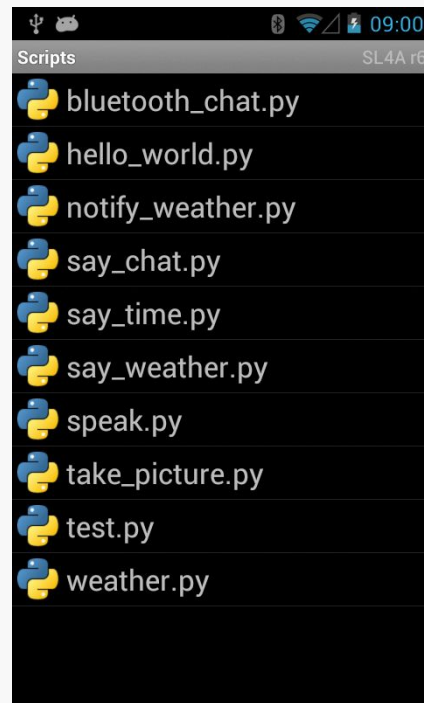 09:00
Scripts SL4A r6
bluetooth_chat.py
hello_world.py
notify_weather.py
say_chat.py
say_time.py
say_weather.py
speak.py
take_picture.py
test.py
weather.py